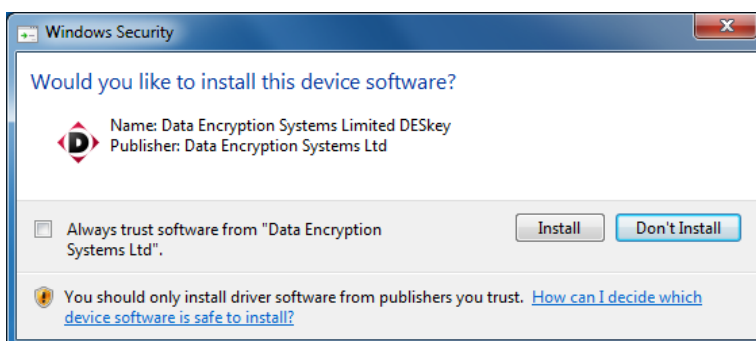 Windows Security
Would you like to install this device software?
D
Name: Data Encryption Systems Limited DESkey
Publisher: Data Encryption Systems Ltd
Always trust software from "Data Encryption
Systems Ltd".
Install
Don't Install
You should only install driver software from publishers you trust. How can I decide which
device software is safe to install?